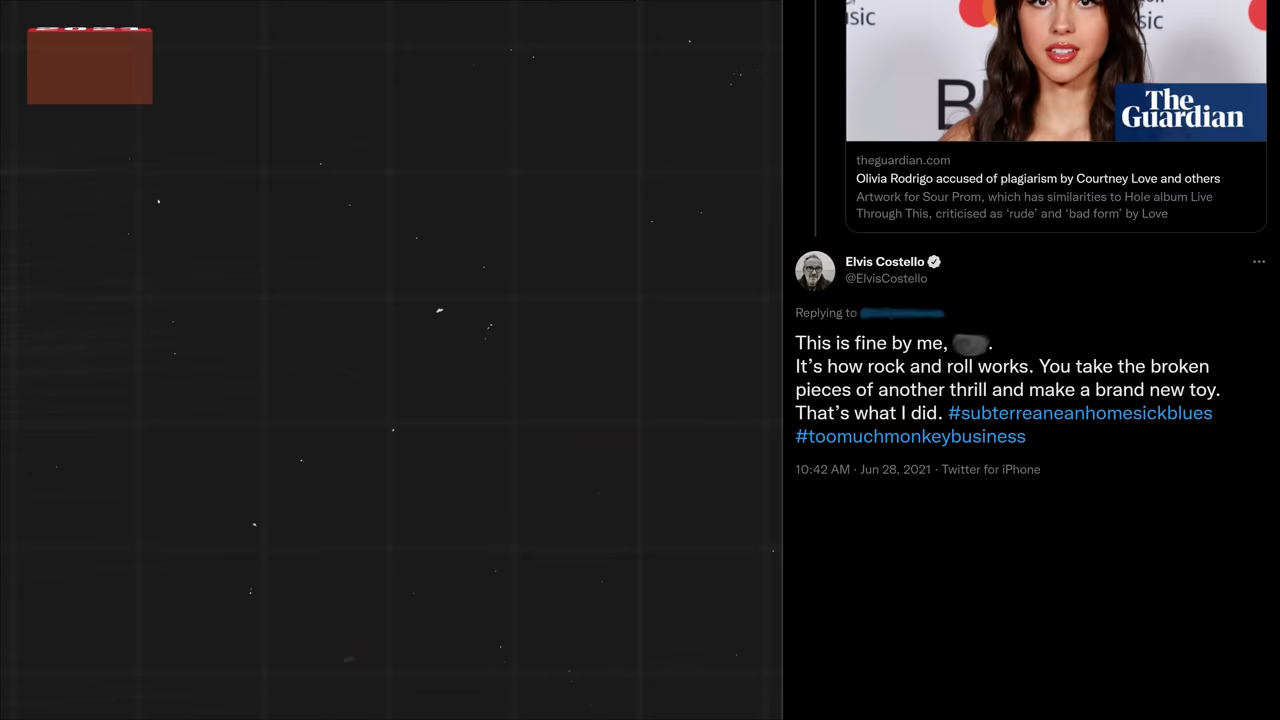 usic
sic
B
The
Guardian
theguardian.com
Olivia Rodrigo accused of plagiarism by Courtney Love and others
Artwork for Sour Prom, which has similarities to Hole album Live
Through This, criticised as ‘rude’ and ‘bad form’ by Love
Elvis Costello
@ElvisCostello
Replying to
This is fine by me, .
It’s how rock and roll works. You take the broken
pieces of another thrill and make a brand new toy.
That’s what I did. #subterreaneanhomesickblues
#toomuchmonkeybusiness
10:42 AM · Jun 28, 2021 · Twitter for iPhone